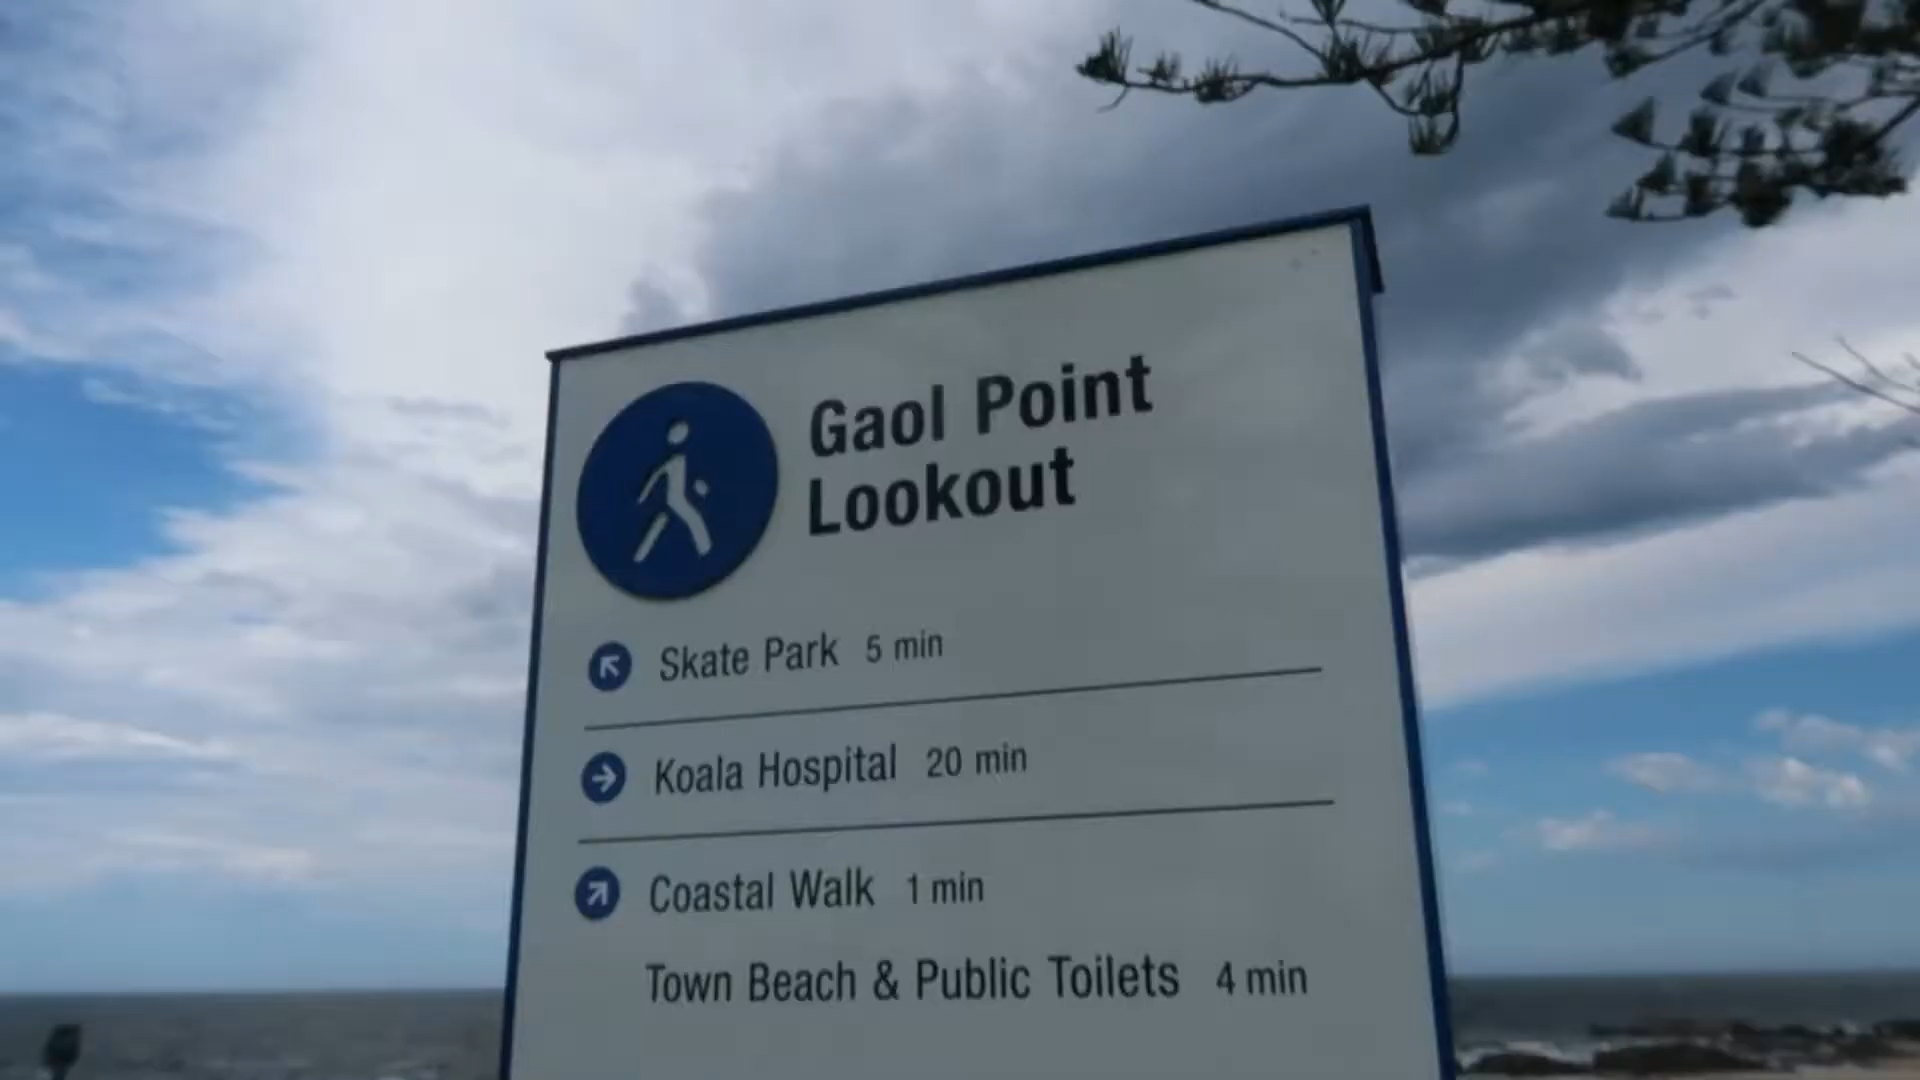 Gaol Point
Lookout
Skate Park 5 min
Koala Hospital 20 min
Coastal Walk 1 min
Town Beach & Public Toilets 4 min